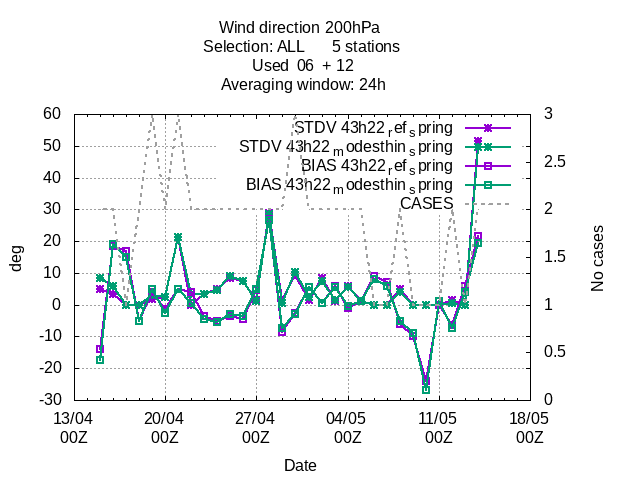 Wind direction 200hPa
Selection: ALL 5 stations
Used 06 + 12
Averaging window: 24h
STDV 43h22_ref_spring
STDV 43h22_modesthin_spring
BIAS 43h22_ref_spring
BIAS 43h22_modesthin_spring
CASES
60
50
40
30
20
10
0
-10
-20
-30
deg
3
2.5
2
1.5
1
0.5
0
No cases
13/04 20/04 27/04 04/05 11/05 18/05
00Z 00Z 00Z 00Z 00Z 00Z
Date